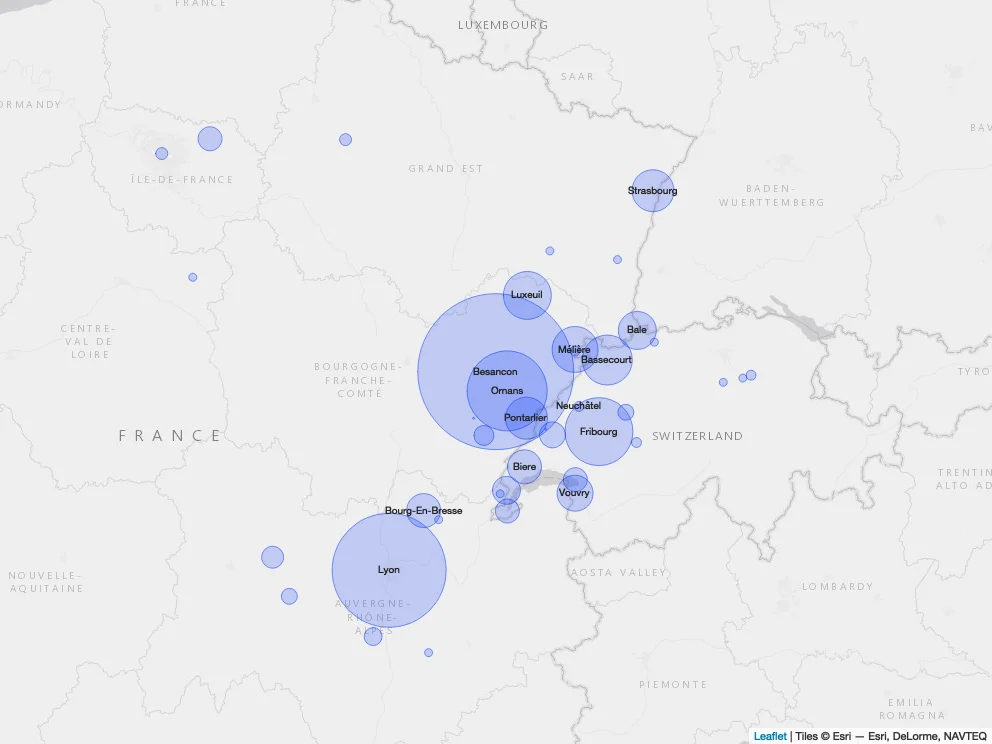 FRANCE
LUXEMBOURG
SAAR
ORMANDY
BAV
GRAND EST
ÎLE-DE-FRANCE
Strasbourg
BADEN-
WUERTTEMBERG
Luxeuil
CENTRE-
VAL DE
LOIRE
Bale
Mélière
Bassecourt
BOURGOGNE-
FRANCHE-
COMTÉ
Besancon
TYRO
Ornans
Neuchâtel
Pontarlier
FRANCE
Fribourg
SWITZERLAND
Biere
TRENTIN
ALTO AD
Vouvry
Bourg-En-Bresse
Lyon
NOUVELLE-
AQUITAINE
AOSTA VALLEY
LOMBARDY
AUVERGNE-
RHÔNE-
ALPES
PIEMONTE
EMILIA
ROMAGNA
Leaflet | Tiles © Esri — Esri, DeLorme, NAVTEQ